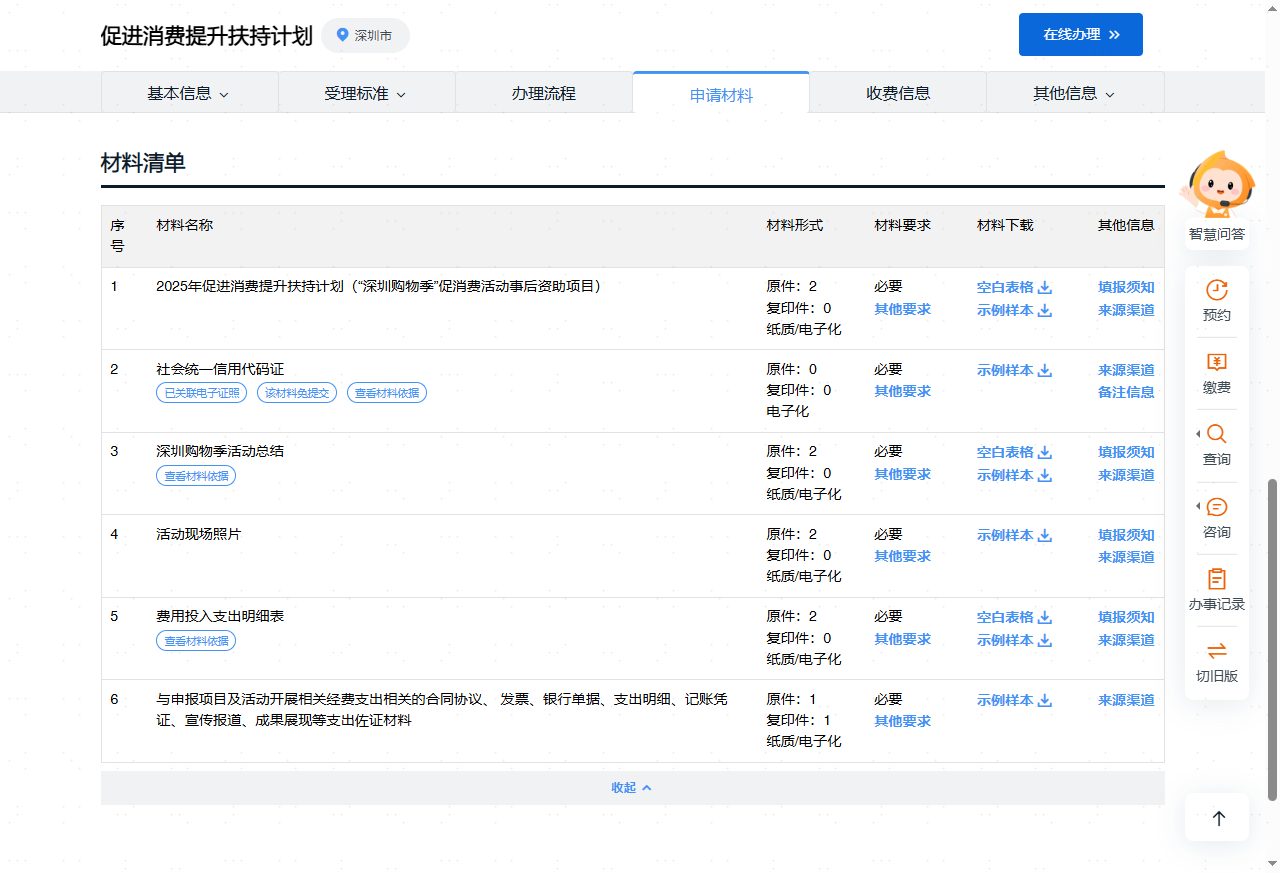 促进消费提升扶持计划 深圳市 在线办理
基本信息 受理标准 办理流程 申请材料 收费信息 其他信息
材料清单
序号 材料名称 材料形式 材料要求 材料下载 其他信息
1 2025年促进消费提升扶持计划（“深圳购物季”促消费活动事后资助项目） 原件：2 必要 空白表格 填报须知
复印件：0 其他要求 示例样本 来源渠道
纸质/电子化
2 社会统一信用代码证 原件：0 必要 示例样本 来源渠道
已关联电子证照 该材料免提交 查看材料依据 复印件：0 其他要求 备注信息
电子化
3 深圳购物季活动总结 原件：2 必要 空白表格 填报须知
查看材料依据 复印件：0 其他要求 示例样本 来源渠道
纸质/电子化
4 活动现场照片 原件：2 必要 示例样本 填报须知
复印件：0 其他要求 来源渠道
纸质/电子化
5 费用投入支出明细表 原件：2 必要 空白表格 填报须知
查看材料依据 复印件：0 其他要求 示例样本 来源渠道
纸质/电子化
6 与申报项目及活动开展相关经费支出相关的合同协议、 发票、银行单据、支出明细、记账凭 原件：1 必要 示例样本 来源渠道
证、宣传报道、成果展现等支出佐证材料 复印件：1 其他要求
纸质/电子化
收起
智慧问答
预约
缴费
查询
咨询
办事记录
切旧版